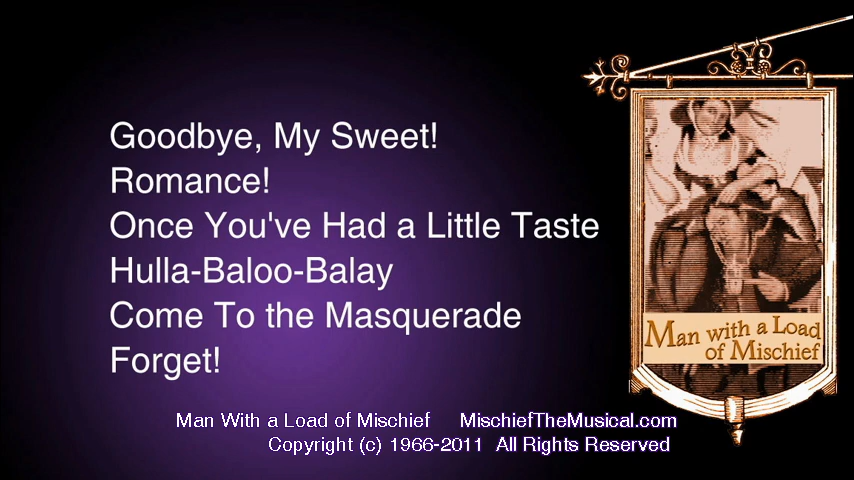 Goodbye, My Sweet!
Romance!
Once You've Had a Little Taste
Hulla-Baloo-Balay
Come To the Masquerade
Forget!
Man with a Load
of Mischief
Man With a Load of Mischief MischiefTheMusical.com
Copyright (c) 1966-2011 All Rights Reserved